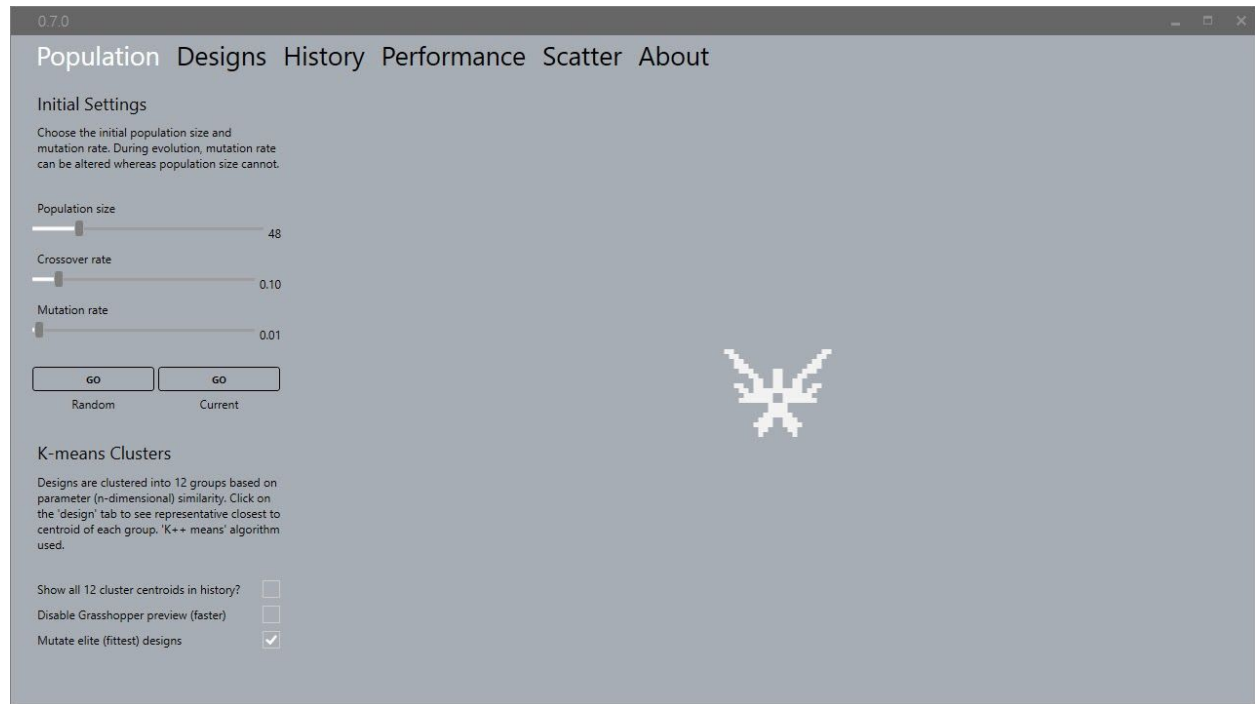 0.7.0
Population Designs History Performance Scatter About
Initial Settings
Choose the initial population size and
mutation rate. During evolution, mutation rate
can be altered whereas population size cannot.
Population size
48
Crossover rate
0.10
Mutation rate
0.01
GO GO
Random Current
K-means Clusters
Designs are clustered into 12 groups based on
parameter (n-dimensional) similarity. Click on
the 'design' tab to see representative closest to
centroid of each group. 'K++ means' algorithm
used.
Show all 12 cluster centroids in history?
Disable Grasshopper preview (faster)
Mutate elite (fittest) designs